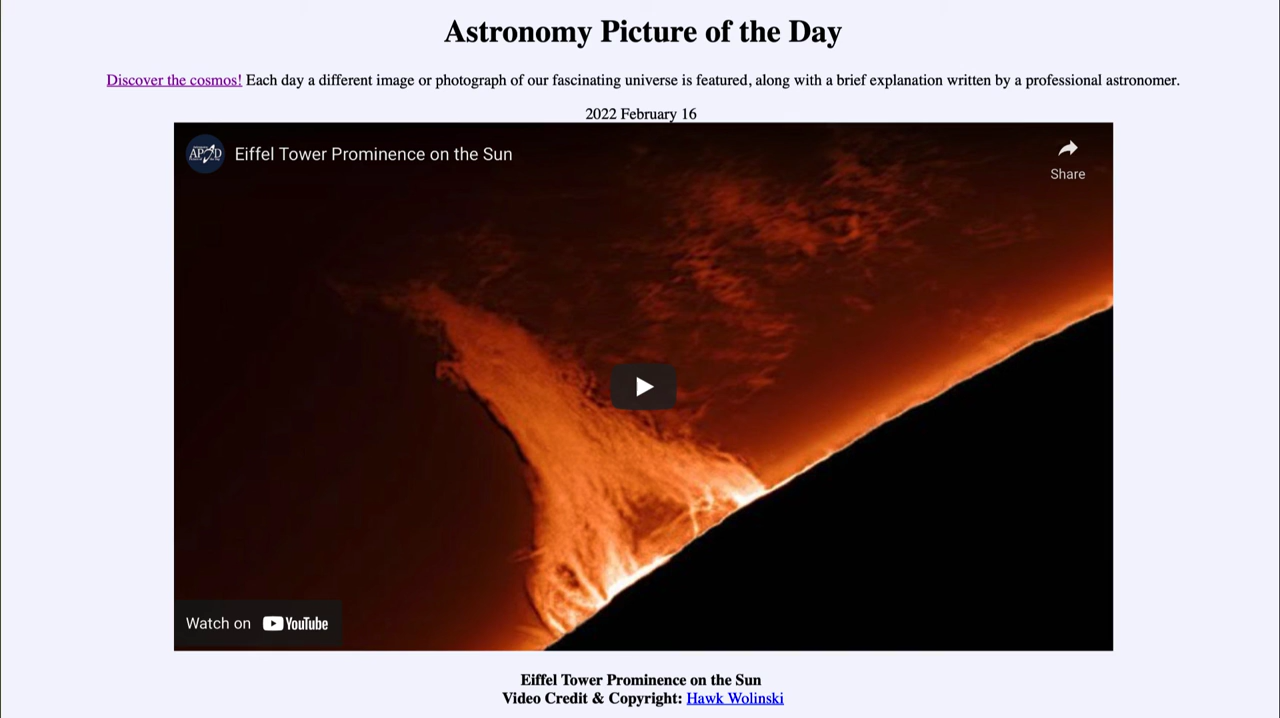 Astronomy Picture of the Day
Discover the cosmos! Each day a different image or photograph of our fascinating universe is featured, along with a brief explanation written by a professional astronomer.
2022 February 16
APOD
Eiffel Tower Prominence on the Sun
Share
Watch on YouTube
Eiffel Tower Prominence on the Sun
Video Credit & Copyright: Hawk Wolinski